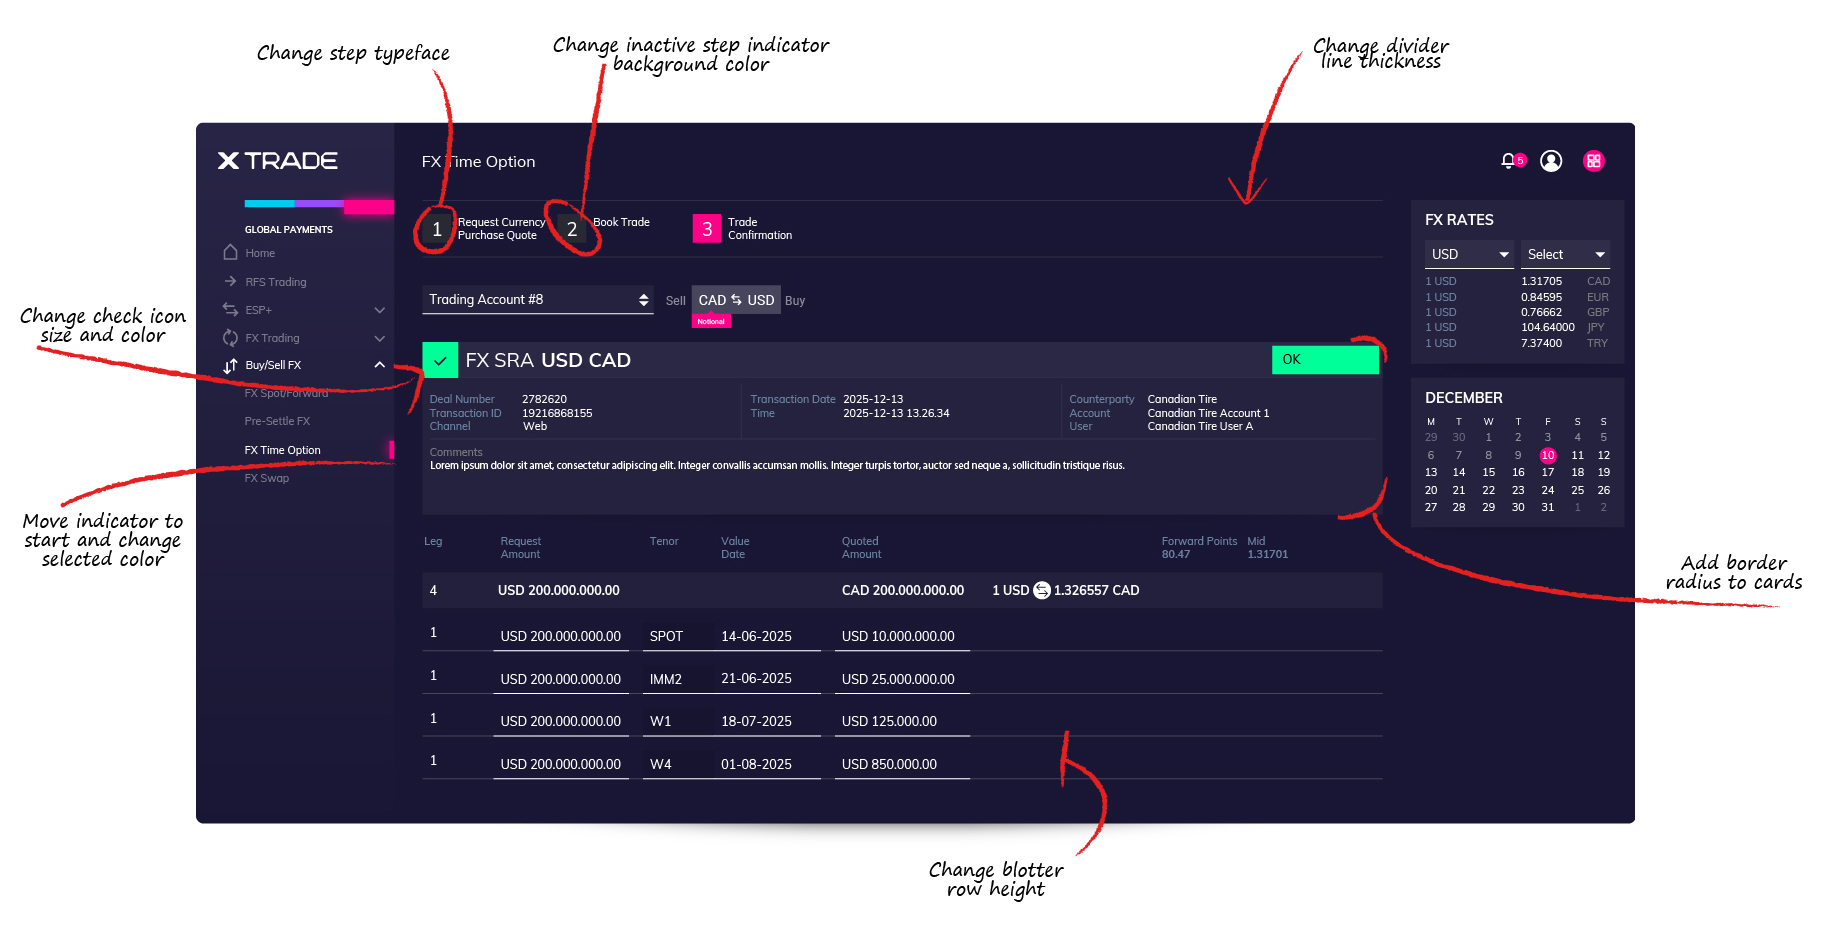 Change step typeface
Change inactive step indicator
background color
Change divider
line thickness
X TRADE
FX Time Option
5
GLOBAL PAYMENTS
Home
RFS Trading
ESP+
FX Trading
Buy/Sell FX
FX Spot/Forward
Pre-Settle FX
FX Time Option
FX Swap
Change check icon
size and color
Move indicator to
start and change
selected color
1 Request Currency
Purchase Quote
2 Book Trade
3 Trade
Confirmation
Trading Account #8
Sell CAD USD Buy
Notional
FX SRA USD CAD
OK
Deal Number 2782620
Transaction ID 19216868155
Channel Web
Transaction Date 2025-12-13
Time 2025-12-13 13.26.34
Counterparty Canadian Tire
Account Canadian Tire Account 1
User Canadian Tire User A
Comments
Lorem ipsum dolor sit amet, consectetur adipiscing elit. Integer convallis accumsan mollis. Integer turpis tortor, auctor sed neque a, sollicitudin tristique risus.
Leg
Request
Amount
Tenor
Value
Date
Quoted
Amount
Forward Points
80.47
Mid
1.31701
4 USD 200.000.000.00 CAD 200.000.000.00 1 USD 1.326557 CAD
1 USD 200.000.000.00 SPOT 14-06-2025 USD 10.000.000.00
1 USD 200.000.000.00 IMM2 21-06-2025 USD 25.000.000.00
1 USD 200.000.000.00 W1 18-07-2025 USD 125.000.00
1 USD 200.000.000.00 W4 01-08-2025 USD 850.000.00
FX RATES
USD Select
1 USD 1.31705 CAD
1 USD 0.84595 EUR
1 USD 0.76662 GBP
1 USD 104.64000 JPY
1 USD 7.37400 TRY
DECEMBER
M T W T F S S
29 30 1 2 3 4 5
6 7 8 9 10 11 12
13 14 15 16 17 18 19
20 21 22 23 24 25 26
27 28 29 30 31 1 2
Add border
radius to cards
Change blotter
row height